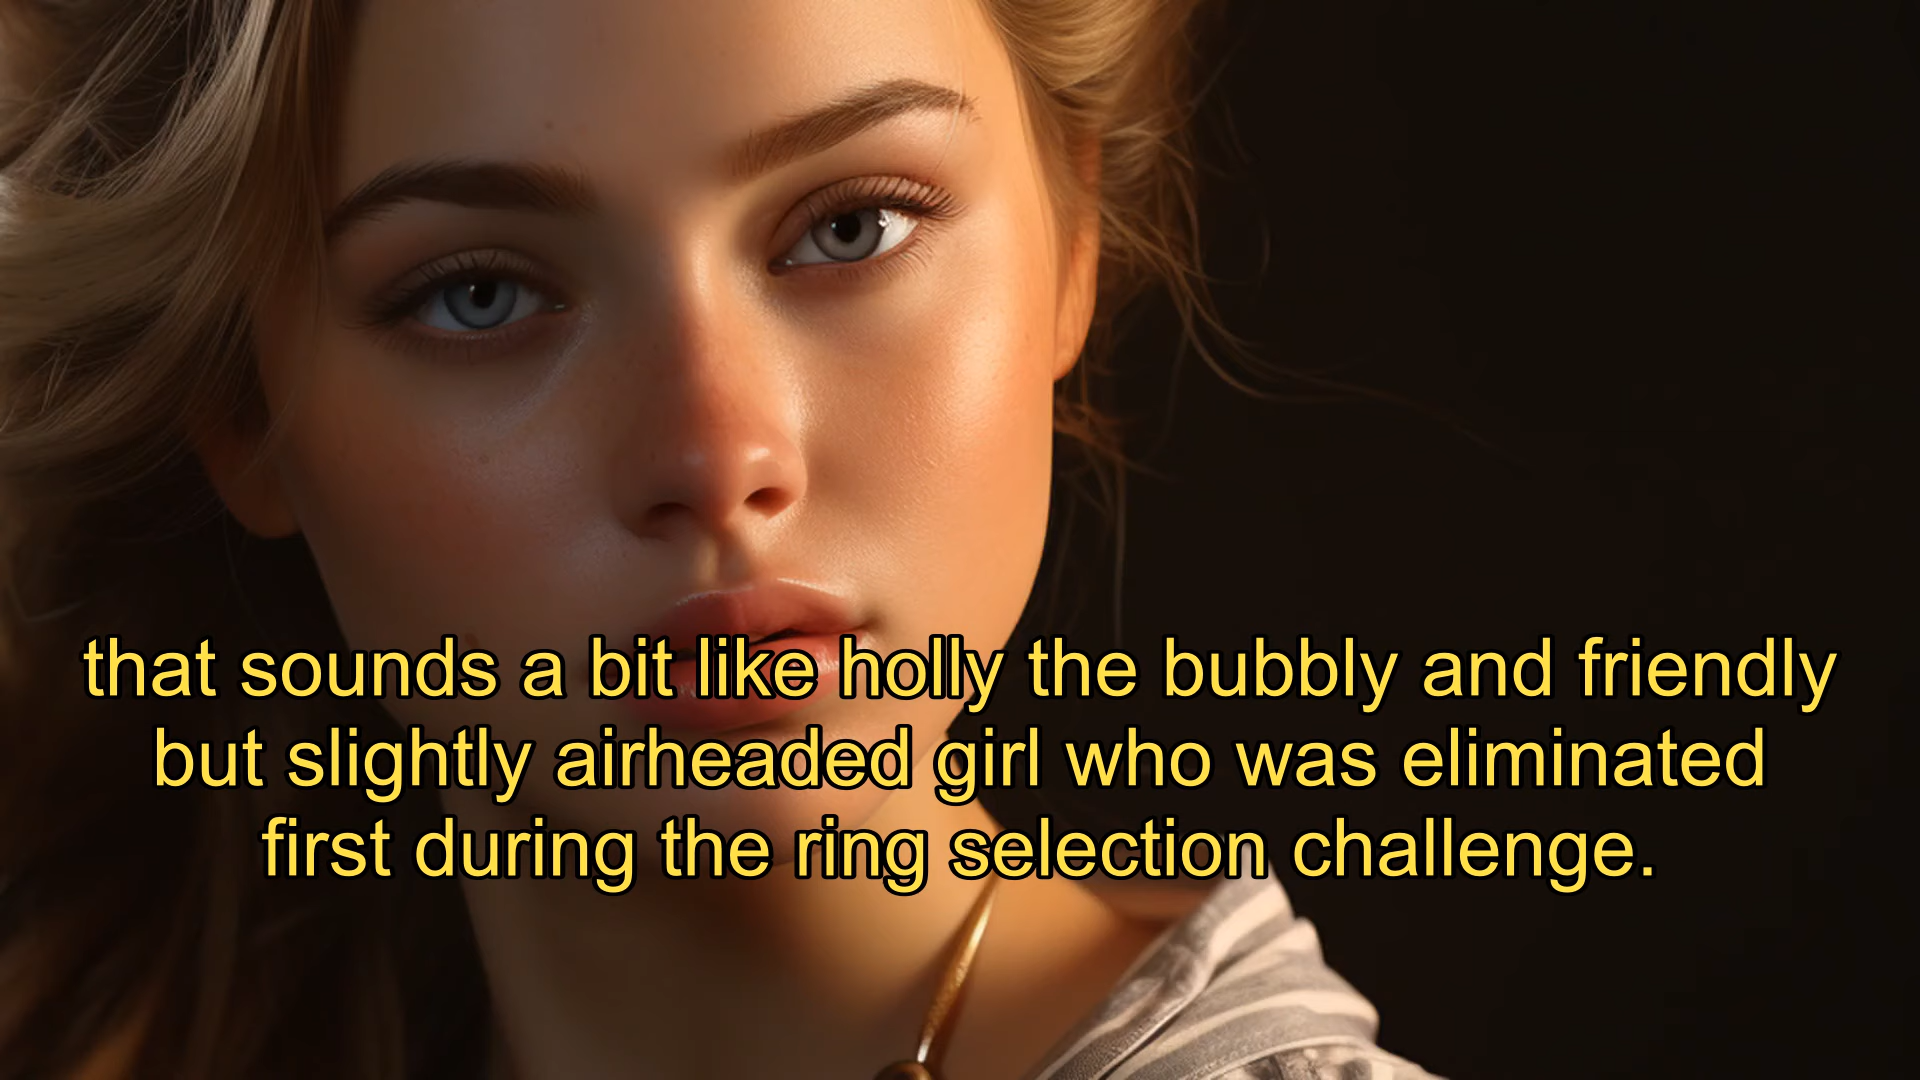 that sounds a bit like holly the bubbly and friendly
but slightly airheaded girl who was eliminated
first during the ring selection challenge.